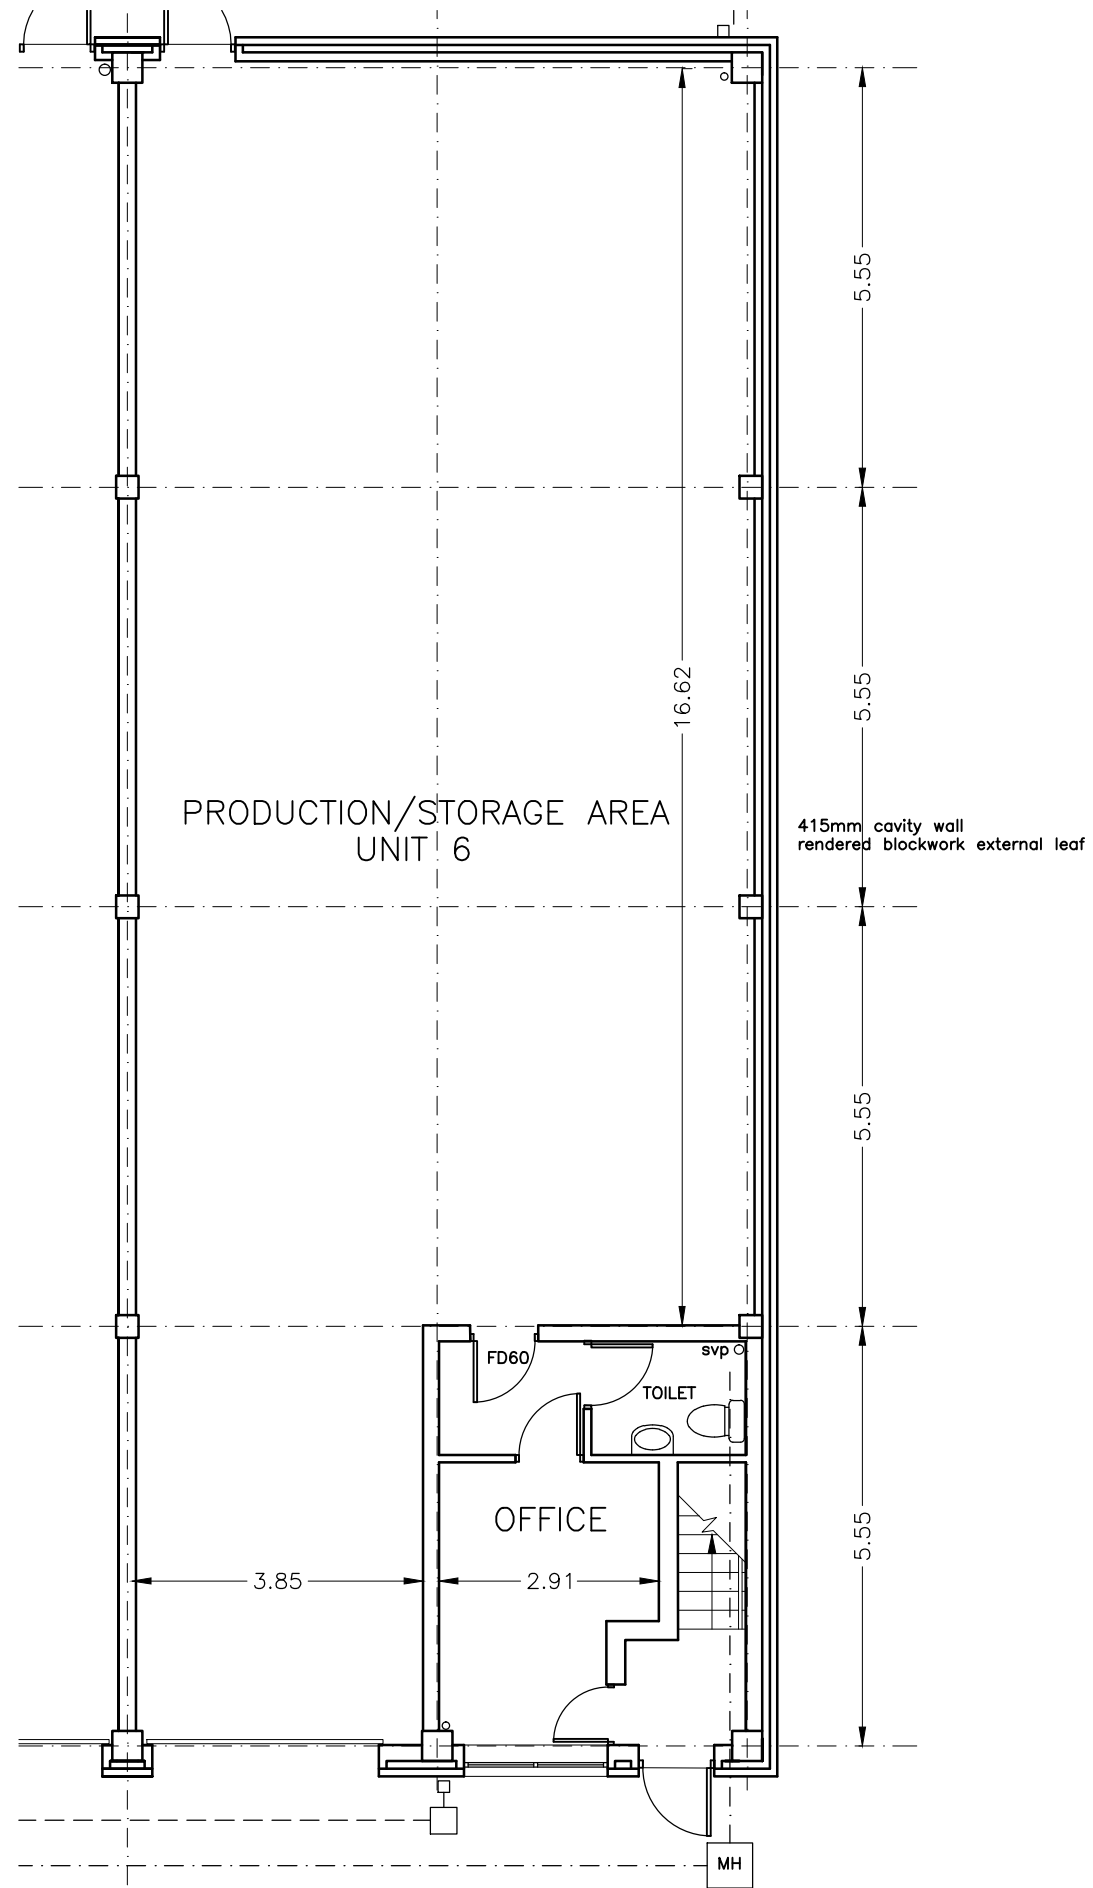 5.55
5.55
16.62
PRODUCTION/STORAGE AREA
UNIT 6
415mm cavity wall
rendered blockwork external leaf
5.55
FD60
svp
TOILET
OFFICE
5.55
3.85
2.91
MH